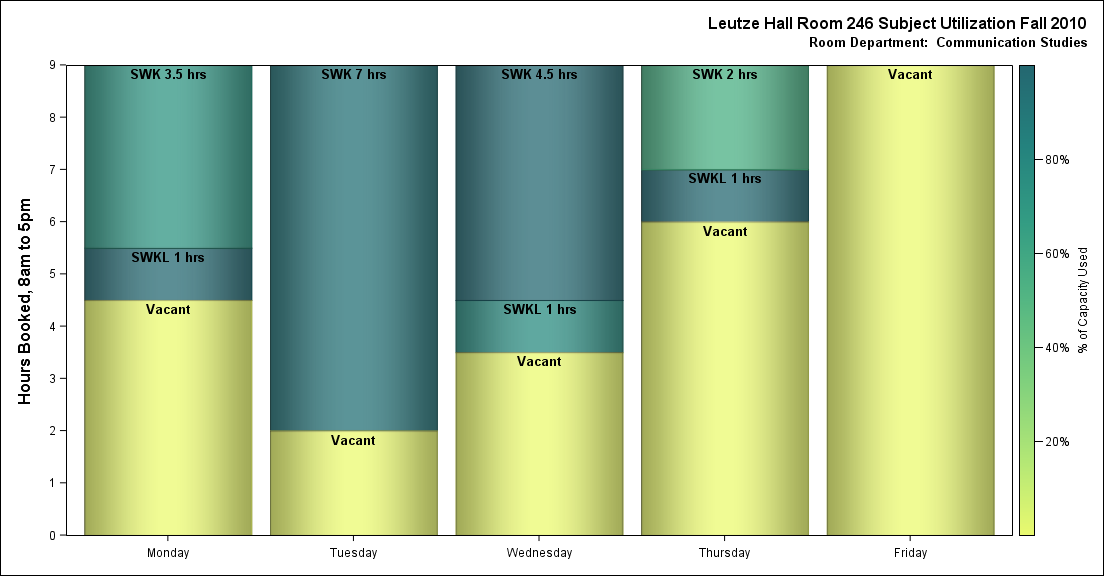 Leutze Hall Room 246 Subject Utilization Fall 2010
Room Department: Communication Studies
Hours Booked, 8am to 5pm
9
8
7
6
5
4
3
2
1
0
SWK 3.5 hrs
SWKL 1 hrs
Vacant
SWK 7 hrs
Vacant
SWK 4.5 hrs
SWKL 1 hrs
Vacant
SWK 2 hrs
SWKL 1 hrs
Vacant
Vacant
Monday
Tuesday
Wednesday
Thursday
Friday
80%
60%
40%
20%
% of Capacity Used